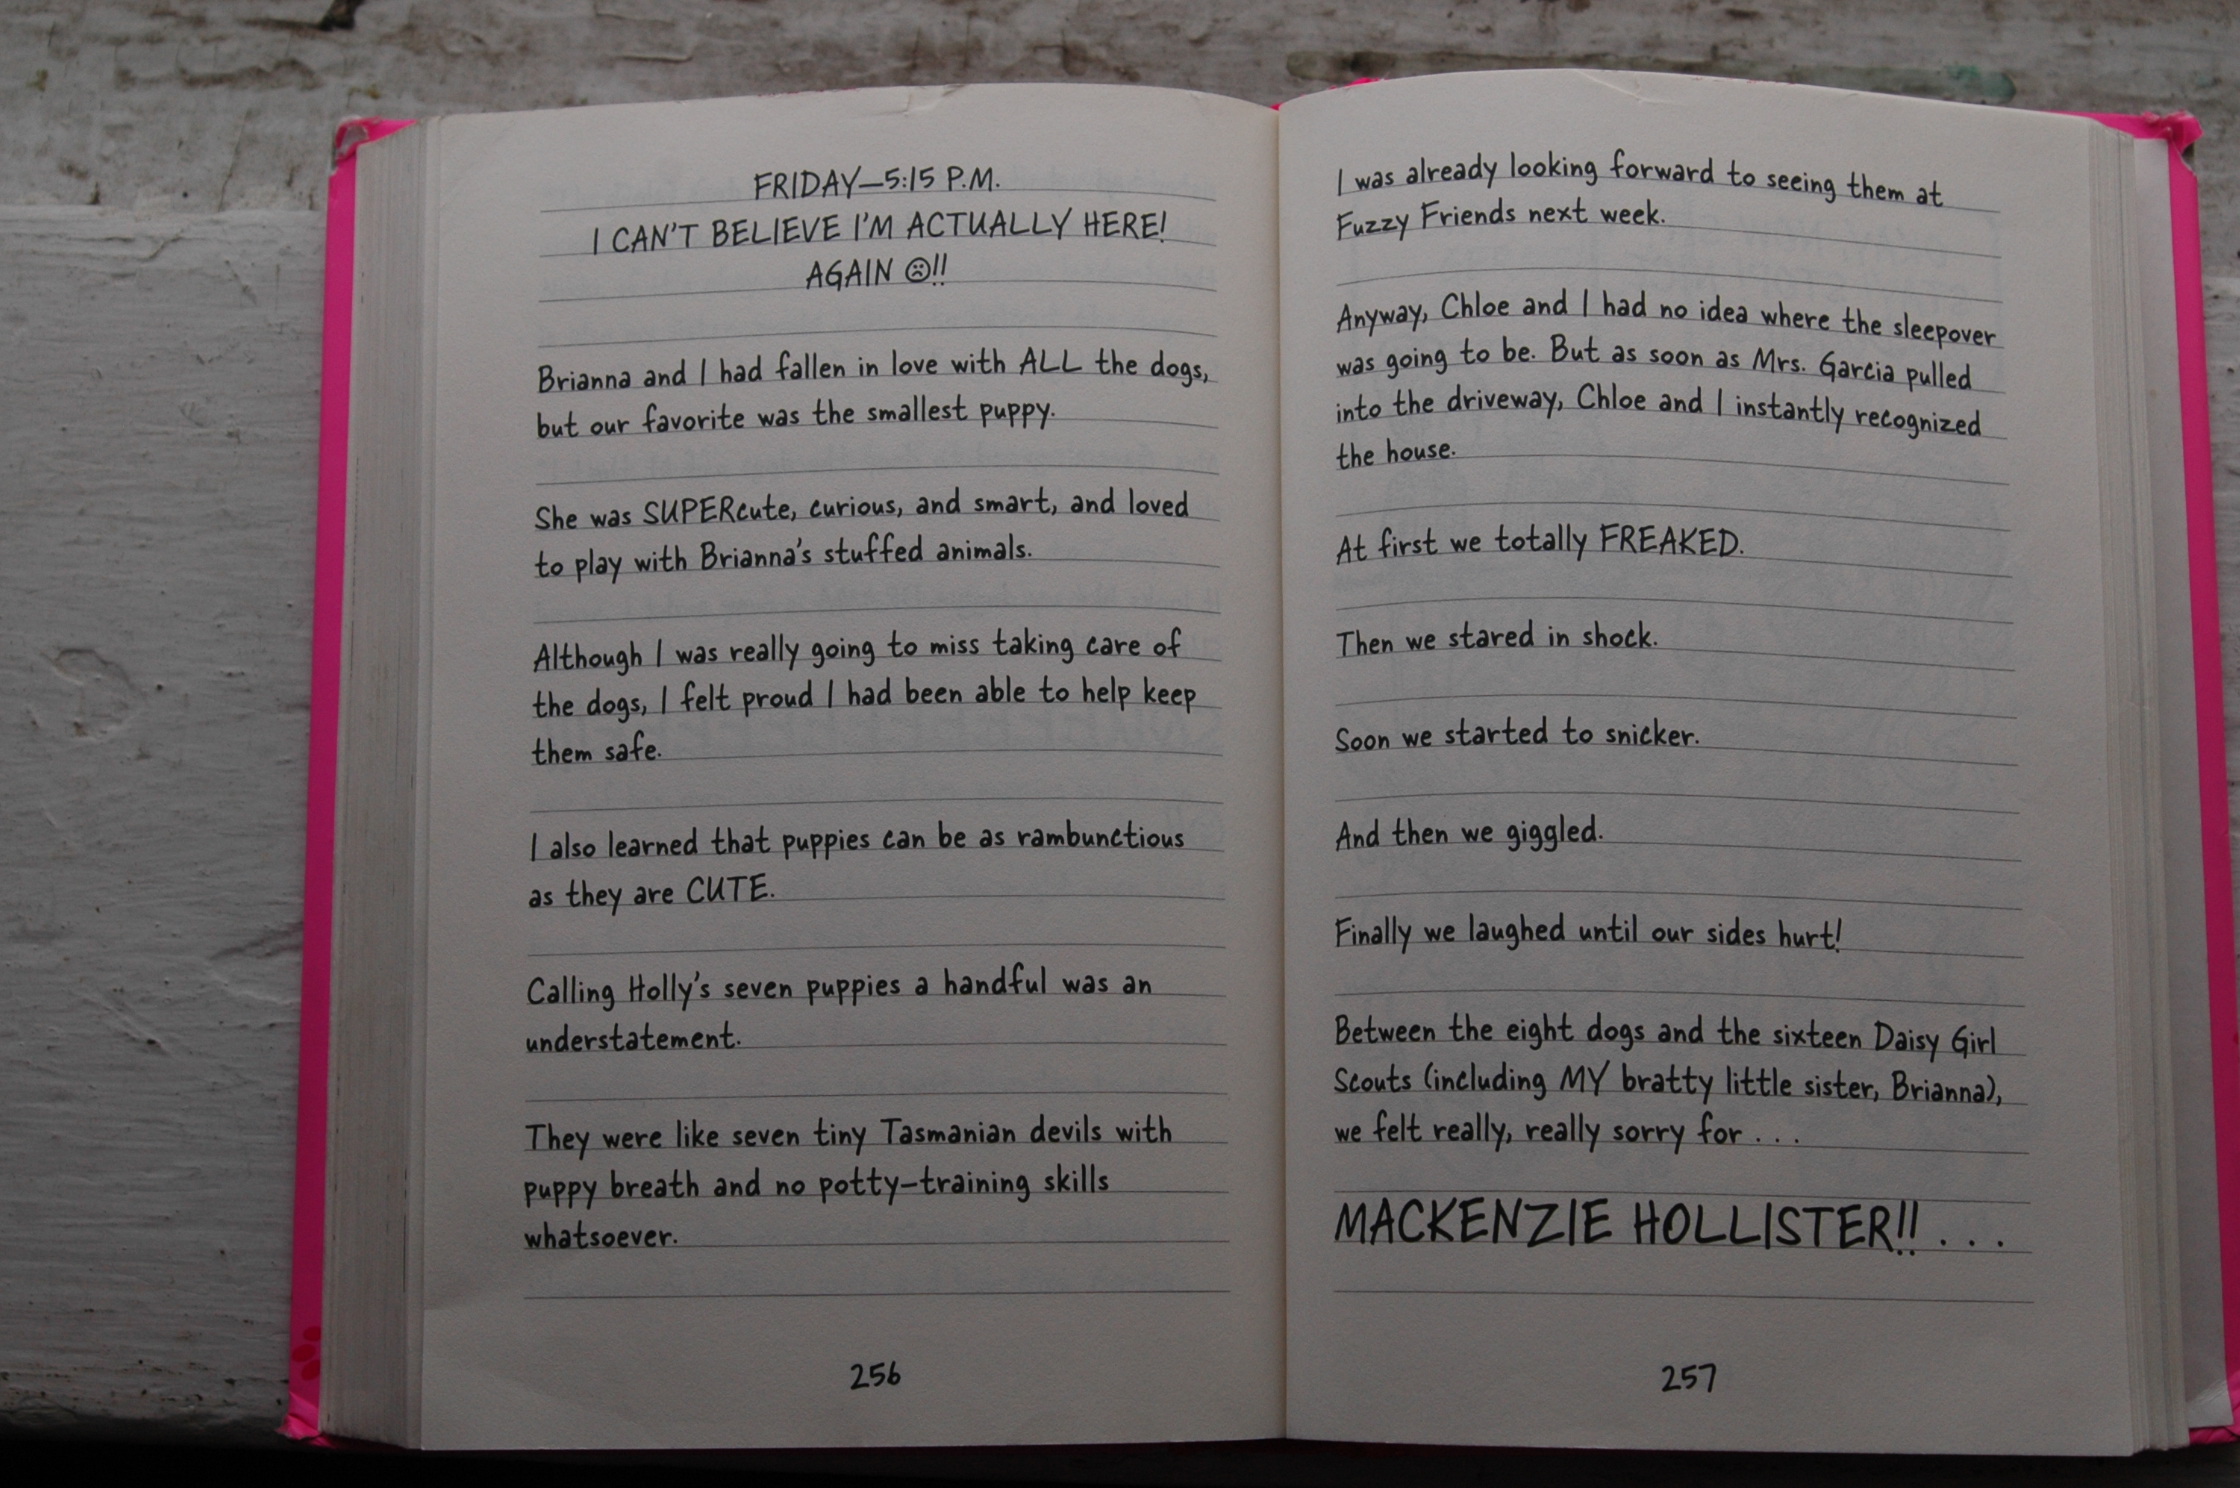 FRIDAY—5:15 P.M.
I CAN'T BELIEVE I'M ACTUALLY HERE!
AGAIN ☹!!
Brianna and I had fallen in love with ALL the dogs,
but our favorite was the smallest puppy.
She was SUPERcute, curious, and smart, and loved
to play with Brianna's stuffed animals.
Although I was really going to miss taking care of
the dogs, I felt proud I had been able to help keep
them safe.
I also learned that puppies can be as rambunctious
as they are CUTE.
Calling Holly's seven puppies a handful was an
understatement.
They were like seven tiny Tasmanian devils with
puppy breath and no potty-training skills
whatsoever.
256
I was already looking forward to seeing them at
Fuzzy Friends next week.
Anyway, Chloe and I had no idea where the sleepover
was going to be. But as soon as Mrs. Garcia pulled
into the driveway, Chloe and I instantly recognized
the house.
At first we totally FREAKED.
Then we stared in shock.
Soon we started to snicker.
And then we giggled.
Finally we laughed until our sides hurt!
Between the eight dogs and the sixteen Daisy Girl
Scouts (including MY bratty little sister, Brianna),
we felt really, really sorry for . . .
MACKENZIE HOLLISTER!! . . .
257